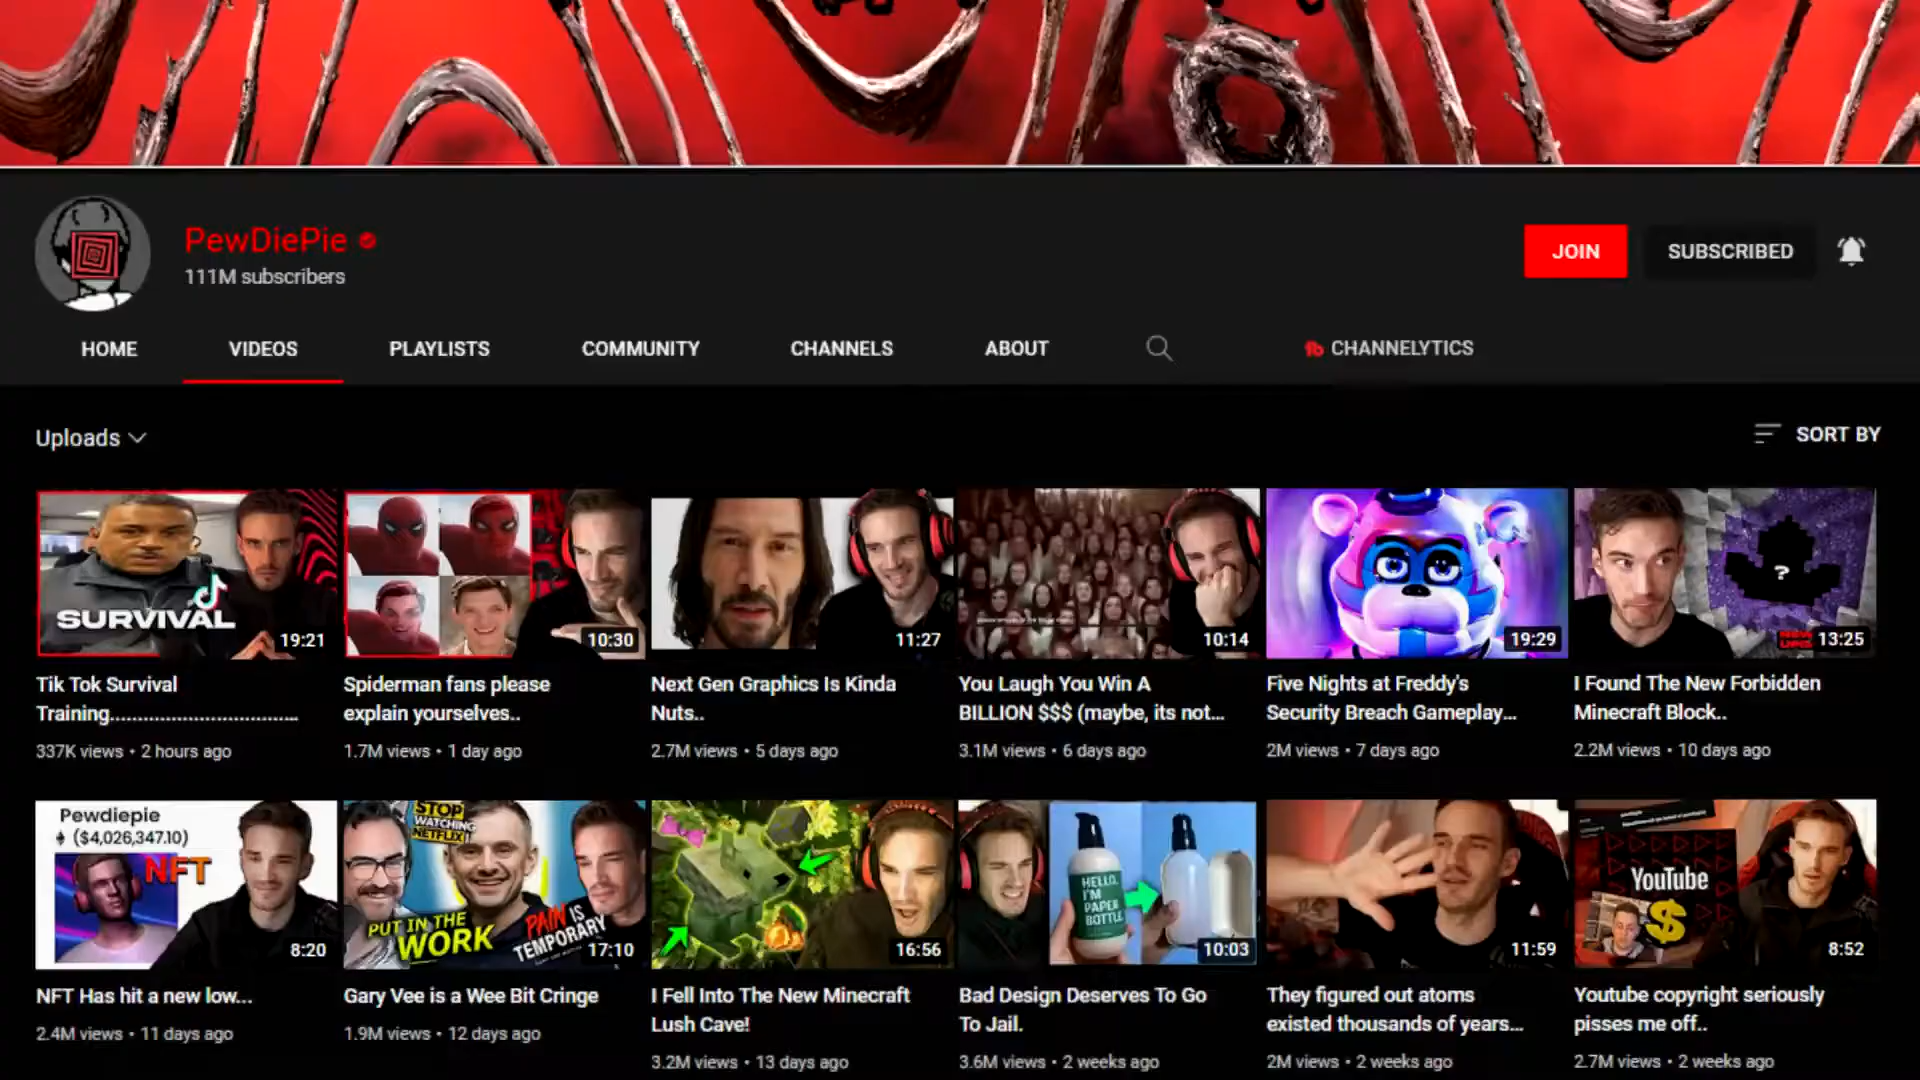 PewDiePie
111M subscribers
JOIN
SUBSCRIBED
HOME
VIDEOS
PLAYLISTS
COMMUNITY
CHANNELS
ABOUT
CHANNELYTICS
Uploads
SORT BY
SURVIVAL
19:21
10:30
11:27
10:14
19:29
?
13:25
Tik Tok Survival
Training..................................
337K views • 2 hours ago
Spiderman fans please
explain yourselves..
1.7M views • 1 day ago
Next Gen Graphics Is Kinda
Nuts..
2.7M views • 5 days ago
You Laugh You Win A
BILLION $$$ (maybe, its not...
3.1M views • 6 days ago
Five Nights at Freddy's
Security Breach Gameplay...
2M views • 7 days ago
I Found The New Forbidden
Minecraft Block..
2.2M views • 10 days ago
Pewdiepie
($4,026,347.10)
NFT
8:20
STOP
WATCHING
NETFLIX
PUT IN THE
WORK
PAIN IS
TEMPORARY
17:10
16:56
HELLO,
I'M
PAPER
BOTTLE
10:03
11:59
YouTube
$
8:52
NFT Has hit a new low...
2.4M views • 11 days ago
Gary Vee is a Wee Bit Cringe
1.9M views • 12 days ago
I Fell Into The New Minecraft
Lush Cave!
3.2M views • 13 days ago
Bad Design Deserves To Go
To Jail.
3.6M views • 2 weeks ago
They figured out atoms
existed thousands of years...
2M views • 2 weeks ago
Youtube copyright seriously
pisses me off..
2.7M views • 2 weeks ago